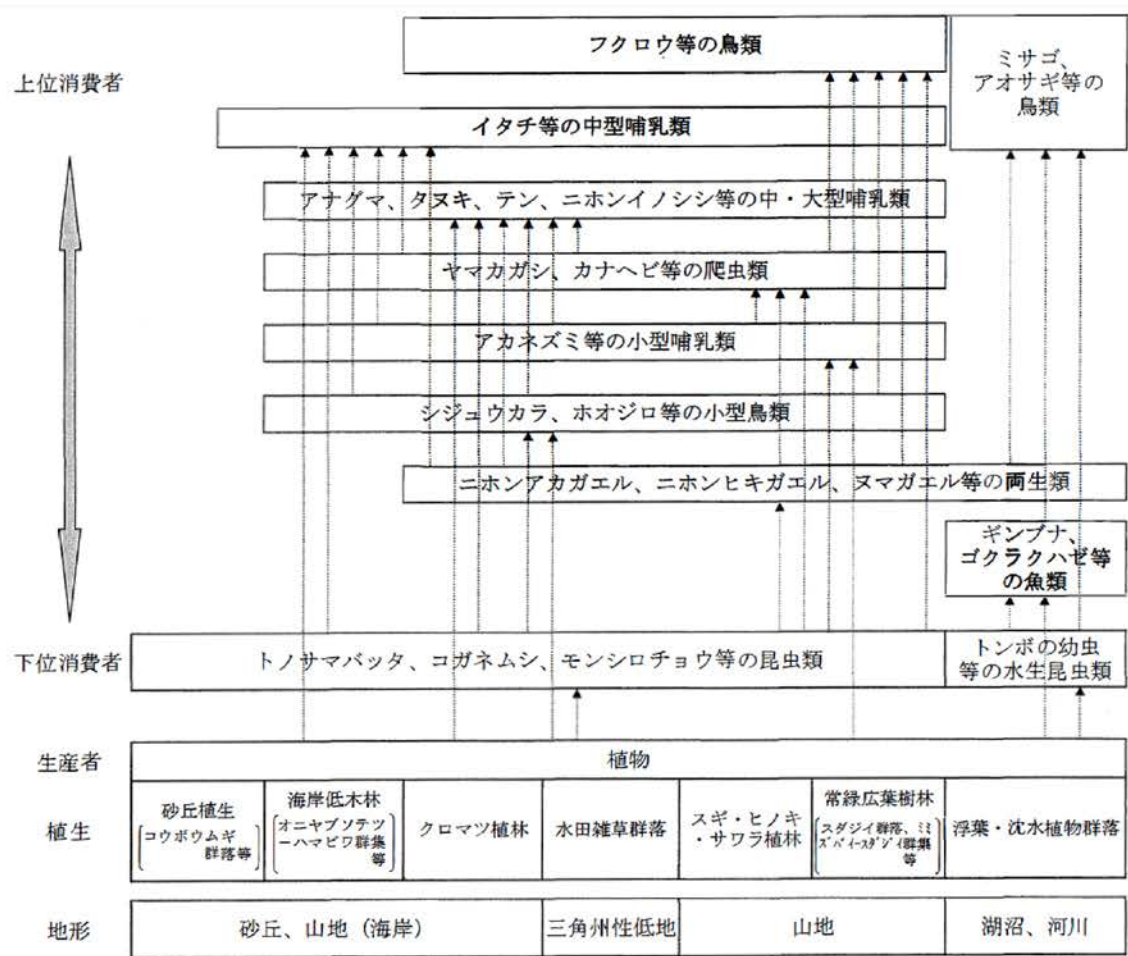 フクロウ等の鳥類
ミサゴ、
アオサギ等の
鳥類
上位消費者
イタチ等の中型哺乳類
アナグマ、タヌキ、テン、ニホンイノシシ等の中・大型哺乳類
ヤマカガシ、カナヘビ等の爬虫類
アカネズミ等の小型哺乳類
シジュウカラ、ホオジロ等の小型鳥類
ニホンアカガエル、ニホンヒキガエル、ヌマガエル等の両生類
ギンブナ、
ゴクラクハゼ等
の魚類
下位消費者
トノサマバッタ、コガネムシ、モンシロチョウ等の昆虫類
トンボの幼虫
等の水生昆虫類
生産者
植物
植生
砂丘植生
コウボウムギ
群落等
海岸低木林
オニヤブソテツ
ーハマビワ群集
等
クロマツ植林
水田雑草群落
スギ・ヒノキ
・サワラ植林
常緑広葉樹林
スダジイ群落、ミミ
ズバイースダジイ群集
等
浮葉・沈水植物群落
地形
砂丘、山地（海岸）
三角州性低地
山地
湖沼、河川